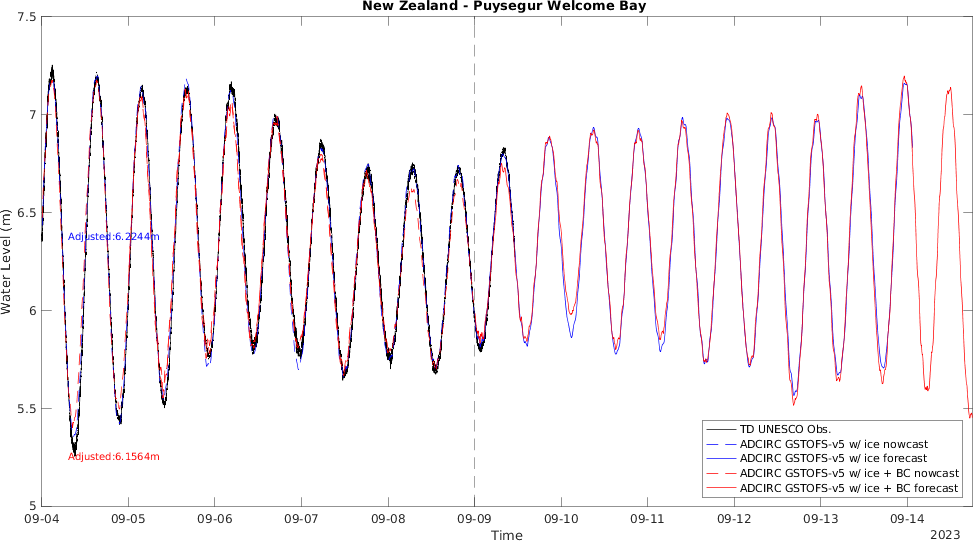 New Zealand - Puysegur Welcome Bay
7.5
7
6.5
6
5.5
5
Water Level (m)
Adjusted:6.2244m
Adjusted:6.1564m
TD UNESCO Obs.
ADCIRC GSTOFS-v5 w/ ice nowcast
ADCIRC GSTOFS-v5 w/ ice forecast
ADCIRC GSTOFS-v5 w/ ice + BC nowcast
ADCIRC GSTOFS-v5 w/ ice + BC forecast
09-04 09-05 09-06 09-07 09-08 09-09 09-10 09-11 09-12 09-13 09-14
Time
2023